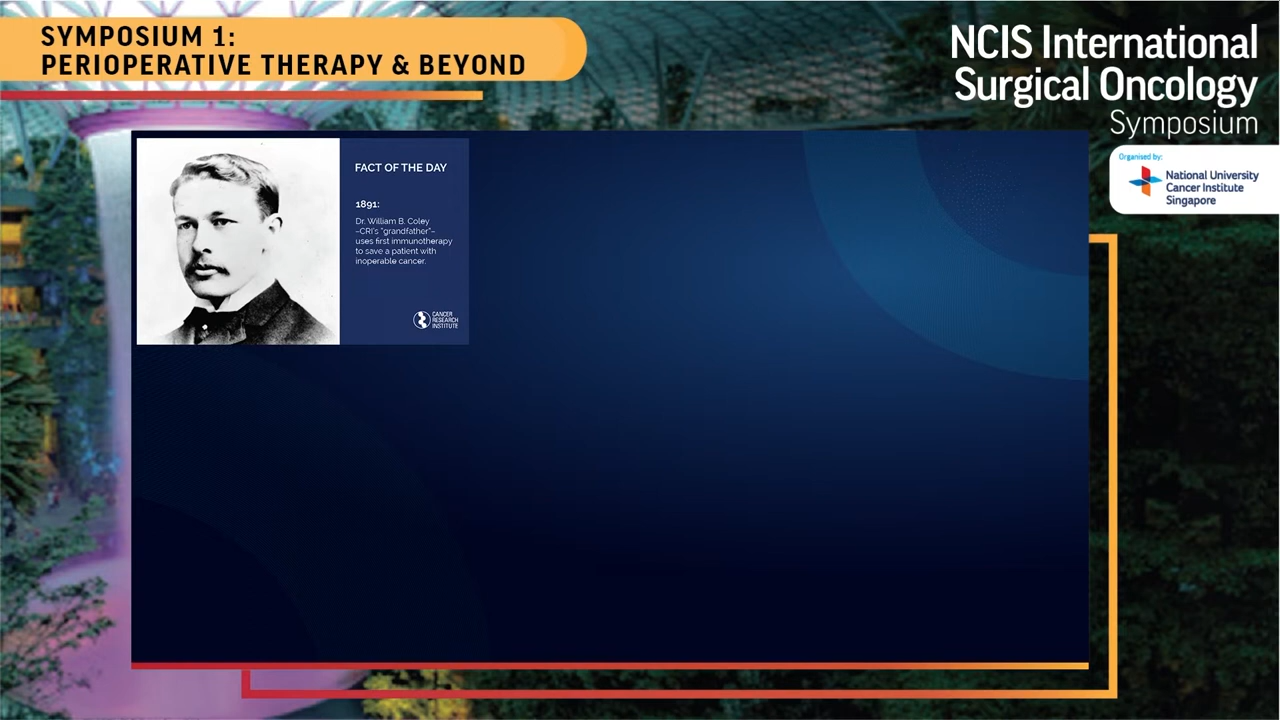 SYMPOSIUM 1:
PERIOPERATIVE THERAPY & BEYOND
NCIS International
Surgical Oncology
Symposium
Organised by:
National University
Cancer Institute
Singapore
FACT OF THE DAY
1891:
Dr. William B. Coley
–CRI's "grandfather"–
uses first immunotherapy
to save a patient with
inoperable cancer.
CANCER
RESEARCH
INSTITUTE